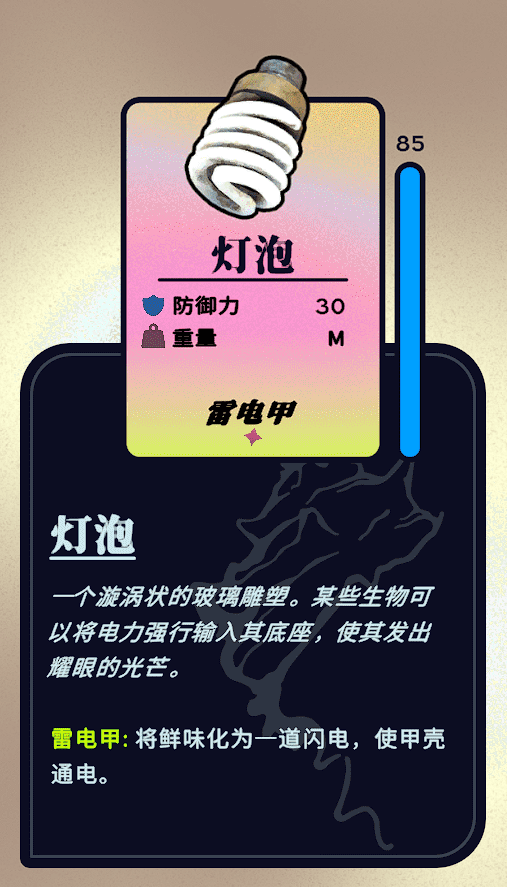 85
灯泡
防御力 30
重量 M
雷电甲
灯泡
一个漩涡状的玻璃雕塑。某些生物可
以将电力强行输入其底座，使其发出
耀眼的光芒。
雷电甲: 将鲜味化为一道闪电，使甲壳
通电。